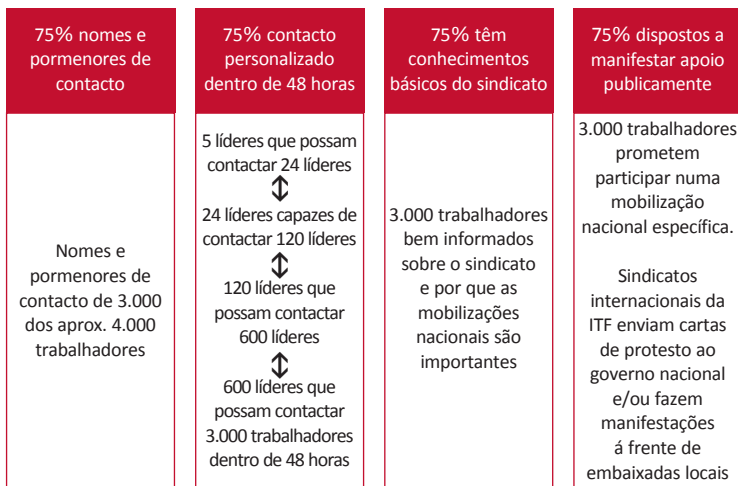 75% nomes e
pormenores de
contacto
Nomes e
pormenores de
contacto de 3.000
dos aprox. 4.000
trabalhadores
75% contacto
personalizado
dentro de 48 horas
5 líderes que possam
contactar 24 líderes
24 líderes capazes de
contactar 120 líderes
120 líderes que
possam contactar
600 líderes
600 líderes que
possam contactar
3.000 trabalhadores
dentro de 48 horas
75% têm
conhecimentos
básicos do sindicato
3.000 trabalhadores
bem informados
sobre o sindicato
e por que as
mobilizações
nacionais são
importantes
75% dispostos a
manifestar apoio
publicamente
3.000 trabalhadores
prometem
participar numa
mobilização
nacional específica.
Sindicatos
internacionais da
ITF enviam cartas
de protesto ao
governo nacional
e/ou fazem
manifestações
á frente de
embaixadas locais